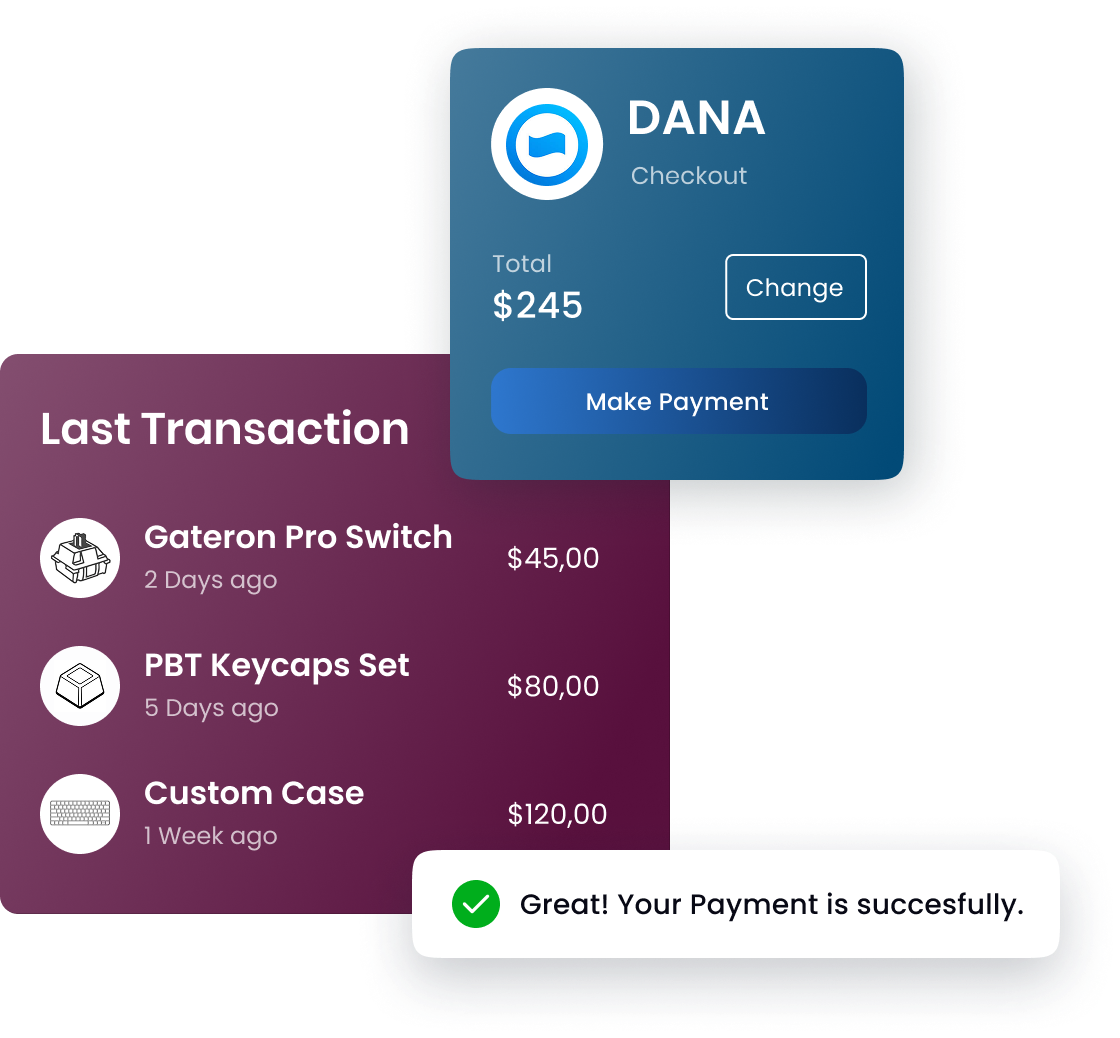 DANA
Checkout
Total
$245
Change
Make Payment
Last Transaction
Gateron Pro Switch
2 Days ago
$45,00
PBT Keycaps Set
5 Days ago
$80,00
Custom Case
1 Week ago
$120,00
Great! Your Payment is succesfully.